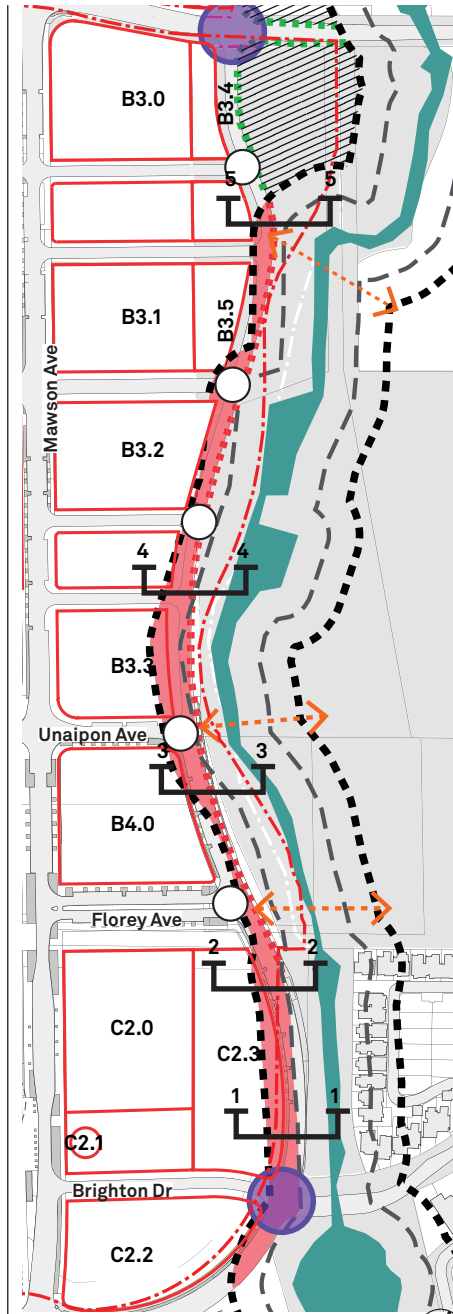 B3.0
B3.4
5 5
B3.1
B3.5
Mawson Ave
B3.2
4 4
B3.3
Unaipon Ave
3 3
B4.0
Florey Ave
2 2
C2.0
C2.3
1 1
C2.1
Brighton Dr
C2.2